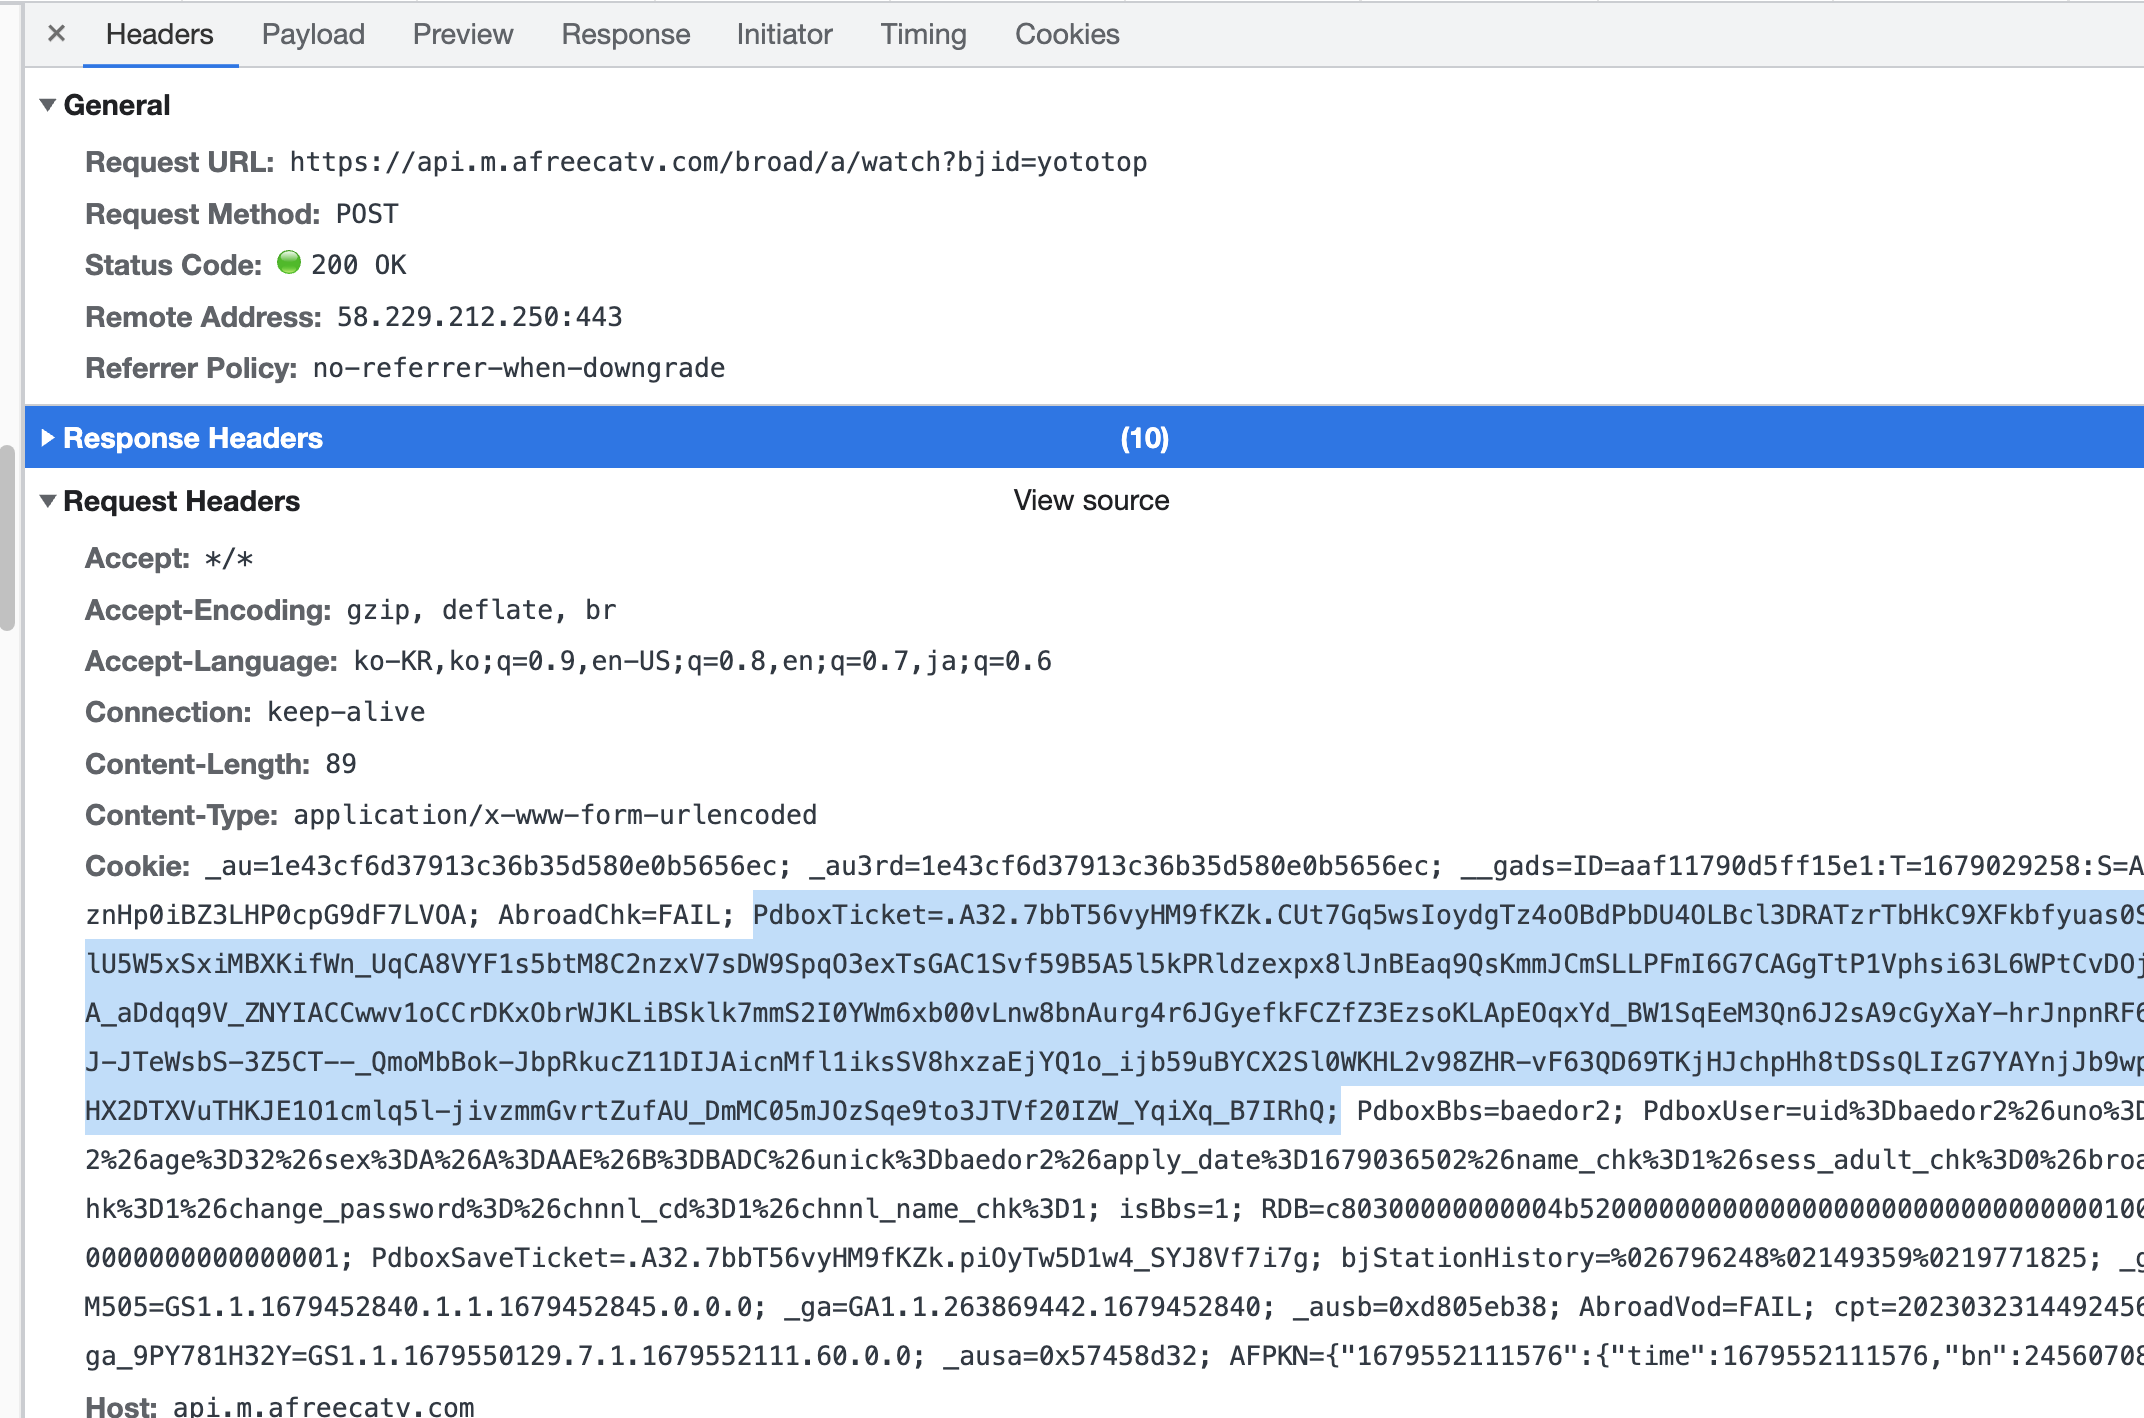 × Headers Payload Preview Response Initiator Timing Cookies
▼ General
Request URL: https://api.m.afreecatv.com/broad/a/watch?bjid=yototop
Request Method: POST
Status Code: 200 OK
Remote Address: 58.229.212.250:443
Referrer Policy: no-referrer-when-downgrade
▶ Response Headers (10)
▼ Request Headers View source
Accept: */*
Accept-Encoding: gzip, deflate, br
Accept-Language: ko-KR,ko;q=0.9,en-US;q=0.8,en;q=0.7,ja;q=0.6
Connection: keep-alive
Content-Length: 89
Content-Type: application/x-www-form-urlencoded
Cookie: _au=1e43cf6d37913c36b35d580e0b5656ec; _au3rd=1e43cf6d37913c36b35d580e0b5656ec; __gads=ID=aaf11790d5ff15e1:T=1679029258:S=A
znHp0iBZ3LHP0cpG9dF7LVOA; AbroadChk=FAIL; PdboxTicket=.A32.7bbT56vyHM9fKZk.CUt7Gq5wsIoydgTz4oOBdPbDU4OLBcl3DRATzrTbHkC9XFkbfyuas0S
lU5W5xSxiMBXKifWn_UqCA8VYF1s5btM8C2nzxV7sDW9SpqO3exTsGAC1Svf59B5A5l5kPRldzexpx8lJnBEaq9QsKmmJCmSLLPFmI6G7CAGgTtP1Vphsi63L6WPtCvDOj
A_aDdqq9V_ZNYIACCwwv1oCCrDKxObrWJKLiBSklk7mmS2I0YWm6xb00vLnw8bnAurg4r6JGyefkFCZfZ3EzsoKLApEOqxYd_BW1SqEeM3Qn6J2sA9cGyXaY-hrJnpnRF6
J-JTeWsbS-3Z5CT--_QmoMbBok-JbpRkucZ11DIJAicnMfl1iksSV8hxzaEjYQ1o_ijb59uBYCX2Sl0WKHL2v98ZHR-vF63QD69TKjHJchpHh8tDSsQLIzG7YAYnjJb9wp
HX2DTXVuTHKJE1O1cmlq5l-jivzmmGvrtZufAU_DmMC05mJOzSqe9to3JTVf20IZW_YqiXq_B7IRhQ; PdboxBbs=baedor2; PdboxUser=uid%3Dbaedor2%26uno%3D
2%26age%3D32%26sex%3DA%26A%3DAAE%26B%3DBADC%26unick%3Dbaedor2%26apply_date%3D1679036502%26name_chk%3D1%26sess_adult_chk%3D0%26broa
hk%3D1%26change_password%3D%26chnnl_cd%3D1%26chnnl_name_chk%3D1; isBbs=1; RDB=c80300000000004b5200000000000000000000000000000000100
0000000000000001; PdboxSaveTicket=.A32.7bbT56vyHM9fKZk.piOyTw5D1w4_SYJ8Vf7i7g; bjStationHistory=%026796248%02149359%0219771825; _g
M505=GS1.1.1679452840.1.1.1679452845.0.0.0; _ga=GA1.1.263869442.1679452840; _ausb=0xd805eb38; AbroadVod=FAIL; cpt=2023032314492456
ga_9PY781H32Y=GS1.1.1679550129.7.1.1679552111.60.0.0; _ausa=0x57458d32; AFPKN={"1679552111576":{"time":1679552111576,"bn":24560708
Host: api.m.afreecatv.com